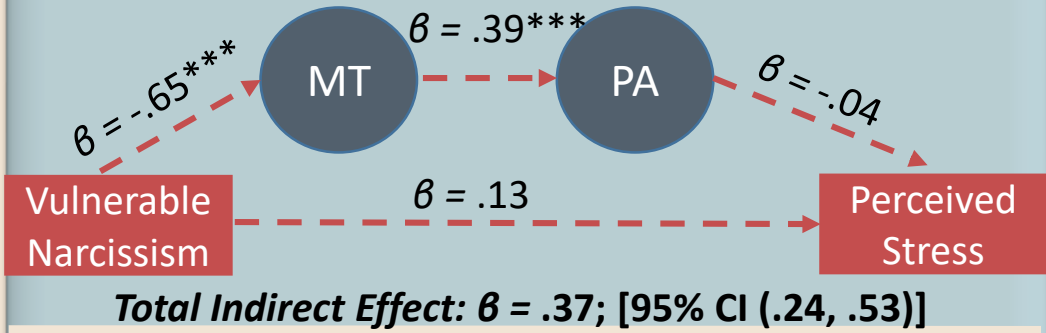 β = -.65***
MT
β = .39***
PA
β = -.04
Vulnerable
Narcissism
β = .13
Perceived
Stress
Total Indirect Effect: β = .37; [95% CI (.24, .53)]